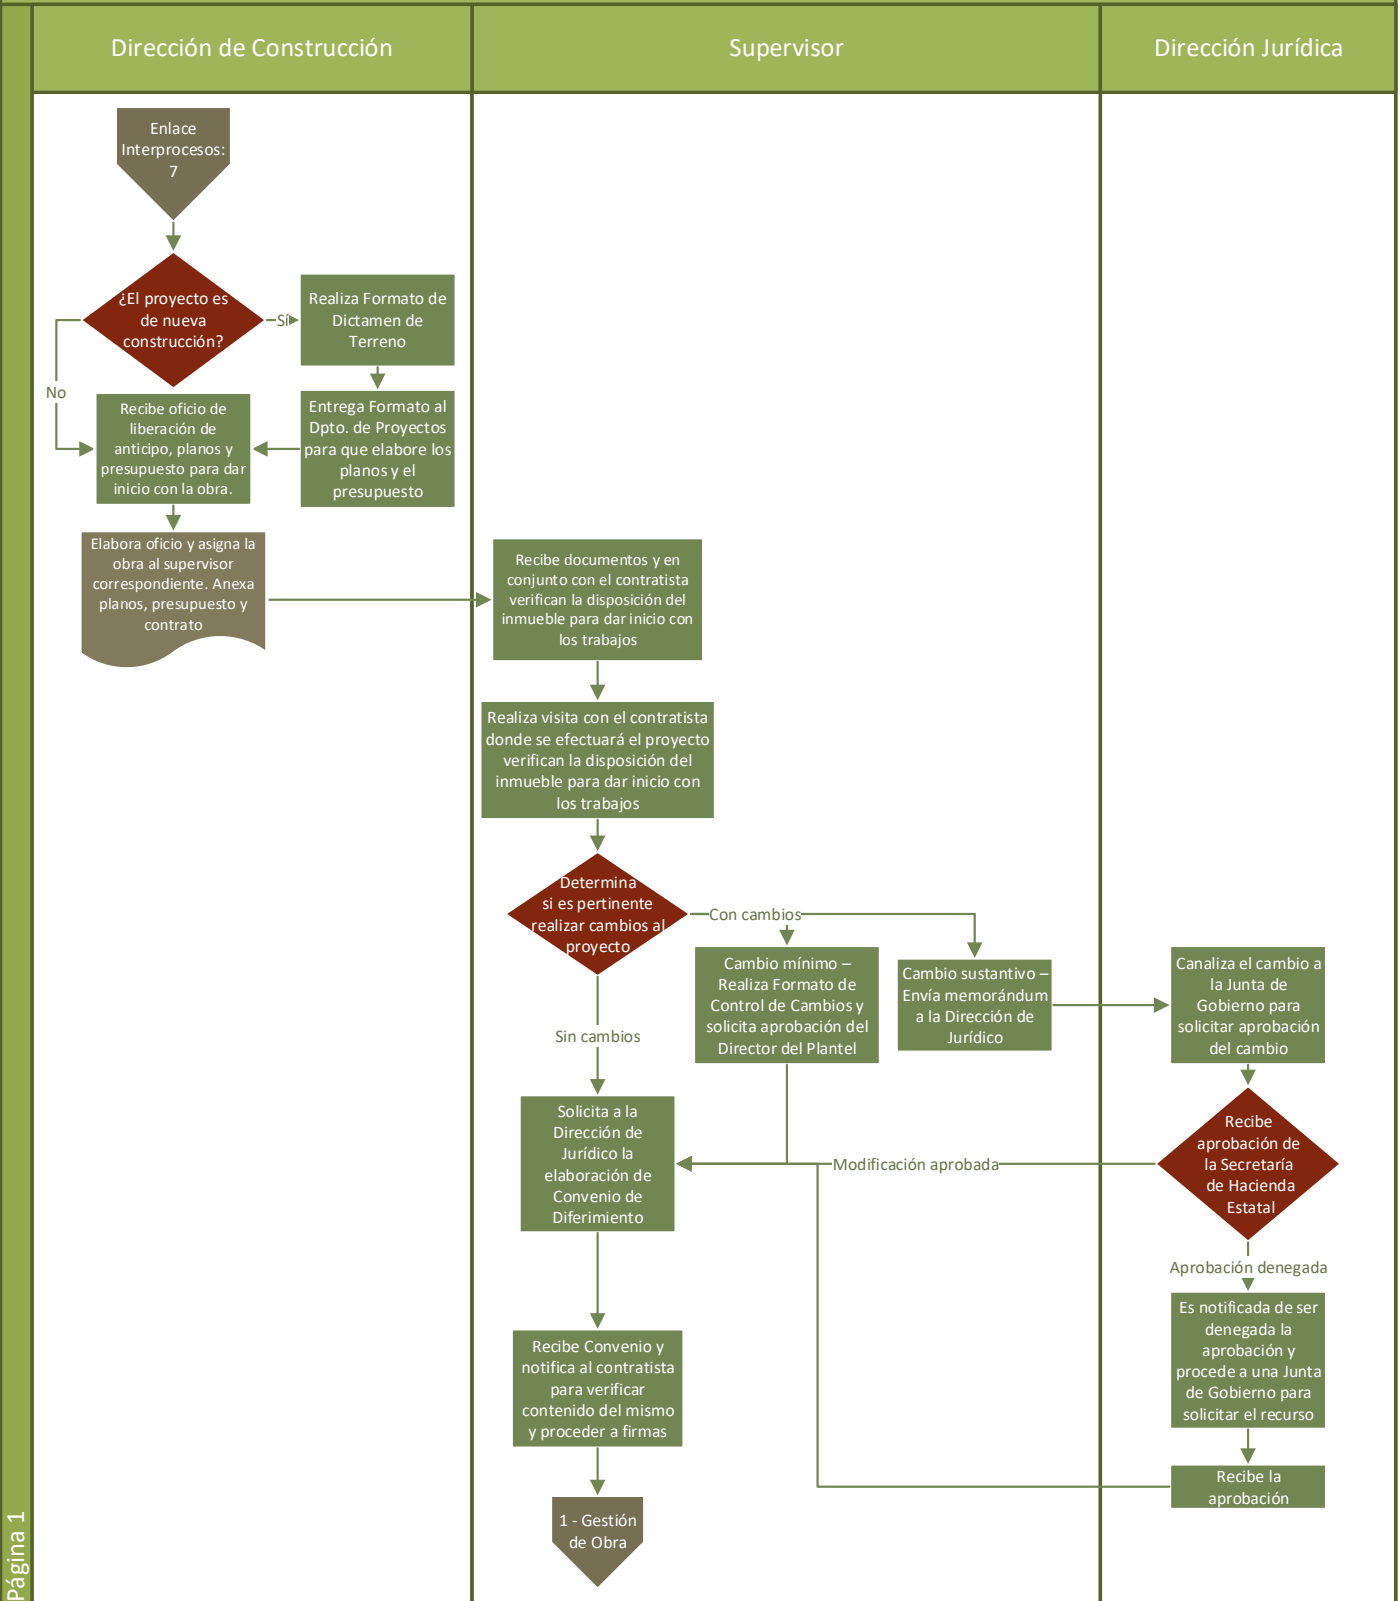 Dirección de Construcción
Supervisor
Dirección Jurídica
Enlace
Interprocesos:
7
¿El proyecto es
de nueva
construcción?
Sí
Realiza Formato de
Dictamen de
Terreno
No
Recibe oficio de
liberación de
anticipo, planos y
presupuesto para dar
inicio con la obra.
Entrega Formato al
Dpto. de Proyectos
para que elabore los
planos y el
presupuesto
Elabora oficio y asigna la
obra al supervisor
correspondiente. Anexa
planos, presupuesto y
contrato
Recibe documentos y en
conjunto con el contratista
verifican la disposición del
inmueble para dar inicio con
los trabajos
Realiza visita con el contratista
donde se efectuará el proyecto
verifican la disposición del
inmueble para dar inicio con
los trabajos
Determina
si es pertinente
realizar cambios al
proyecto
Con cambios
Sin cambios
Cambio mínimo –
Realiza Formato de
Control de Cambios y
solicita aprobación del
Director del Plantel
Cambio sustantivo –
Envía memorándum
a la Dirección de
Jurídico
Canaliza el cambio a
la Junta de
Gobierno para
solicitar aprobación
del cambio
Solicita a la
Dirección de
Jurídico la
elaboración de
Convenio de
Diferimiento
Modificación aprobada
Recibe
aprobación de
la Secretaría
de Hacienda
Estatal
Aprobación denegada
Es notificada de ser
denegada la
aprobación y
procede a una Junta
de Gobierno para
solicitar el recurso
Recibe Convenio y
notifica al contratista
para verificar
contenido del mismo
y proceder a firmas
Recibe la
aprobación
1 - Gestión
de Obra
Página 1